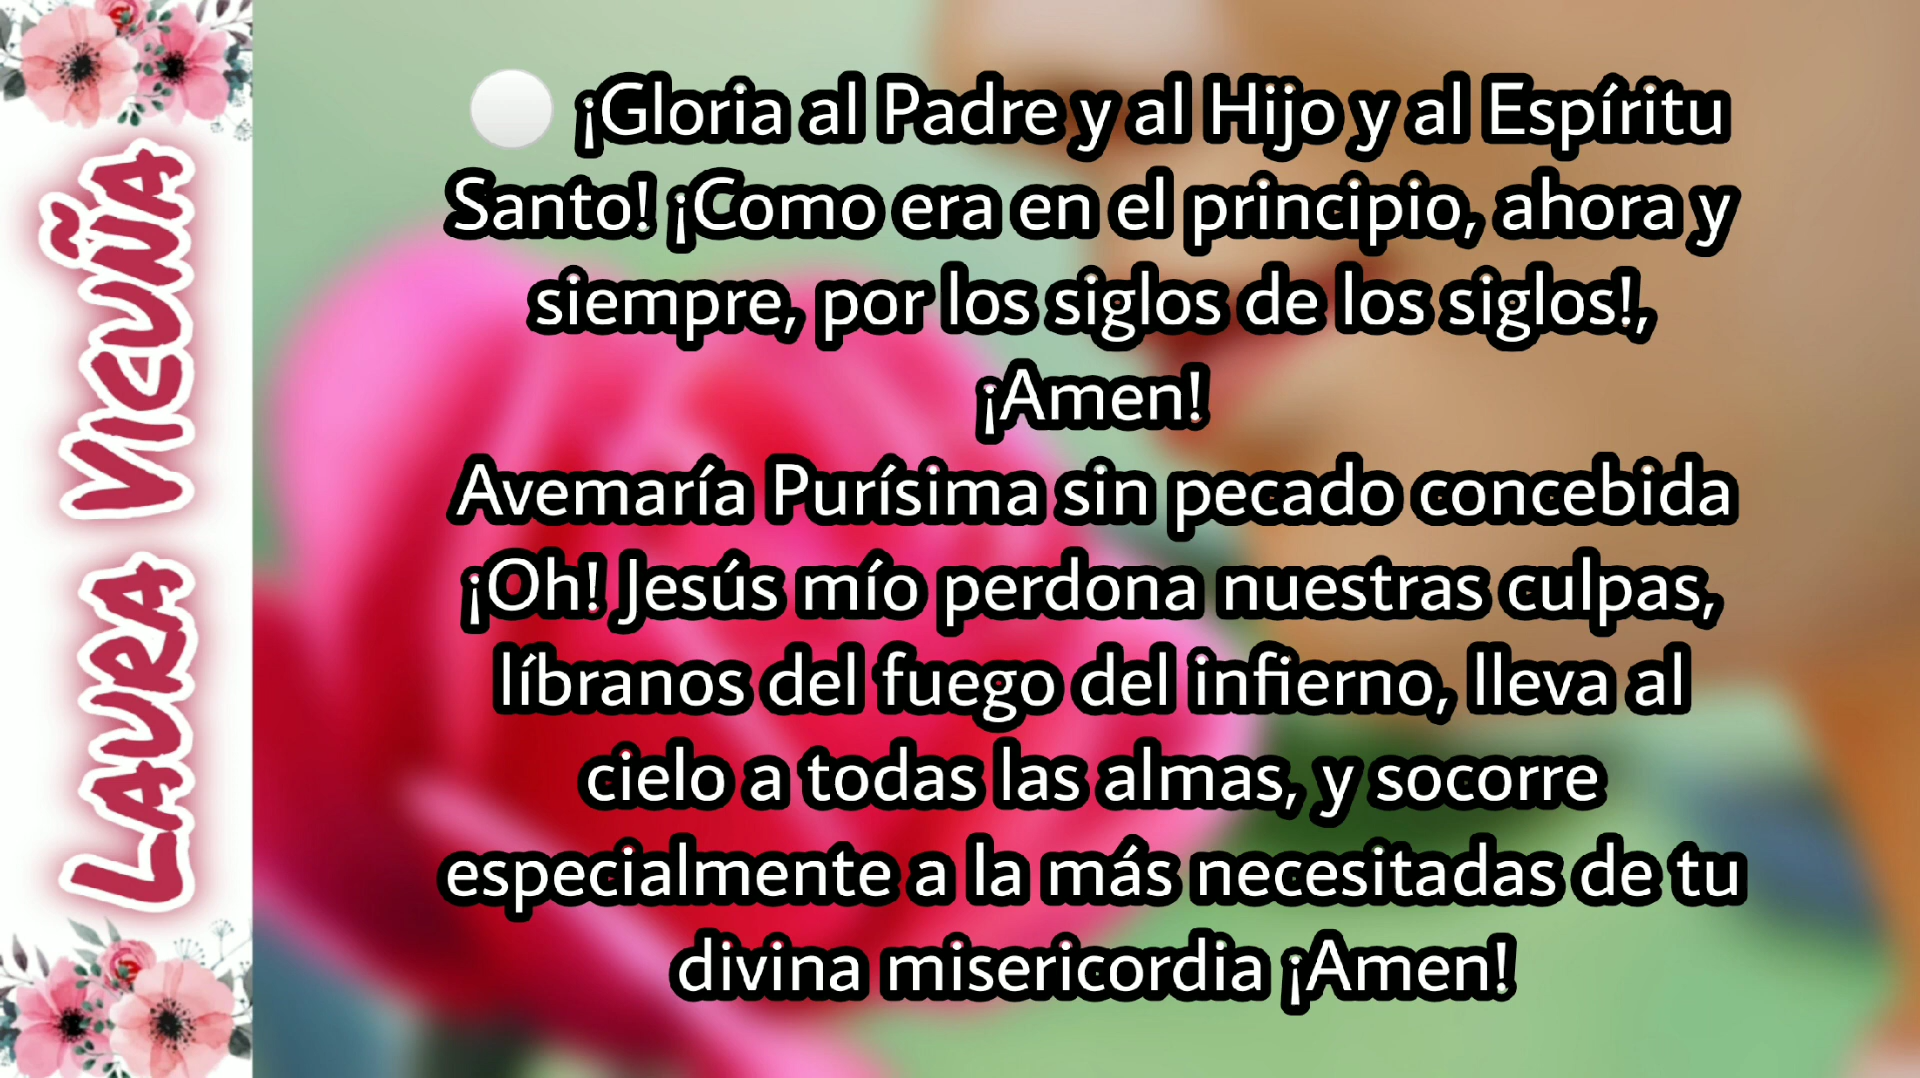 LAURA VICUÑA
¡Gloria al Padre y al Hijo y al Espíritu
Santo! ¡Como era en el principio, ahora y
siempre, por los siglos de los siglos!,
¡Amen!
Avemaría Purísima sin pecado concebida
¡Oh! Jesús mío perdona nuestras culpas,
líbranos del fuego del infierno, lleva al
cielo a todas las almas, y socorre
especialmente a la más necesitadas de tu
divina misericordia ¡Amen!